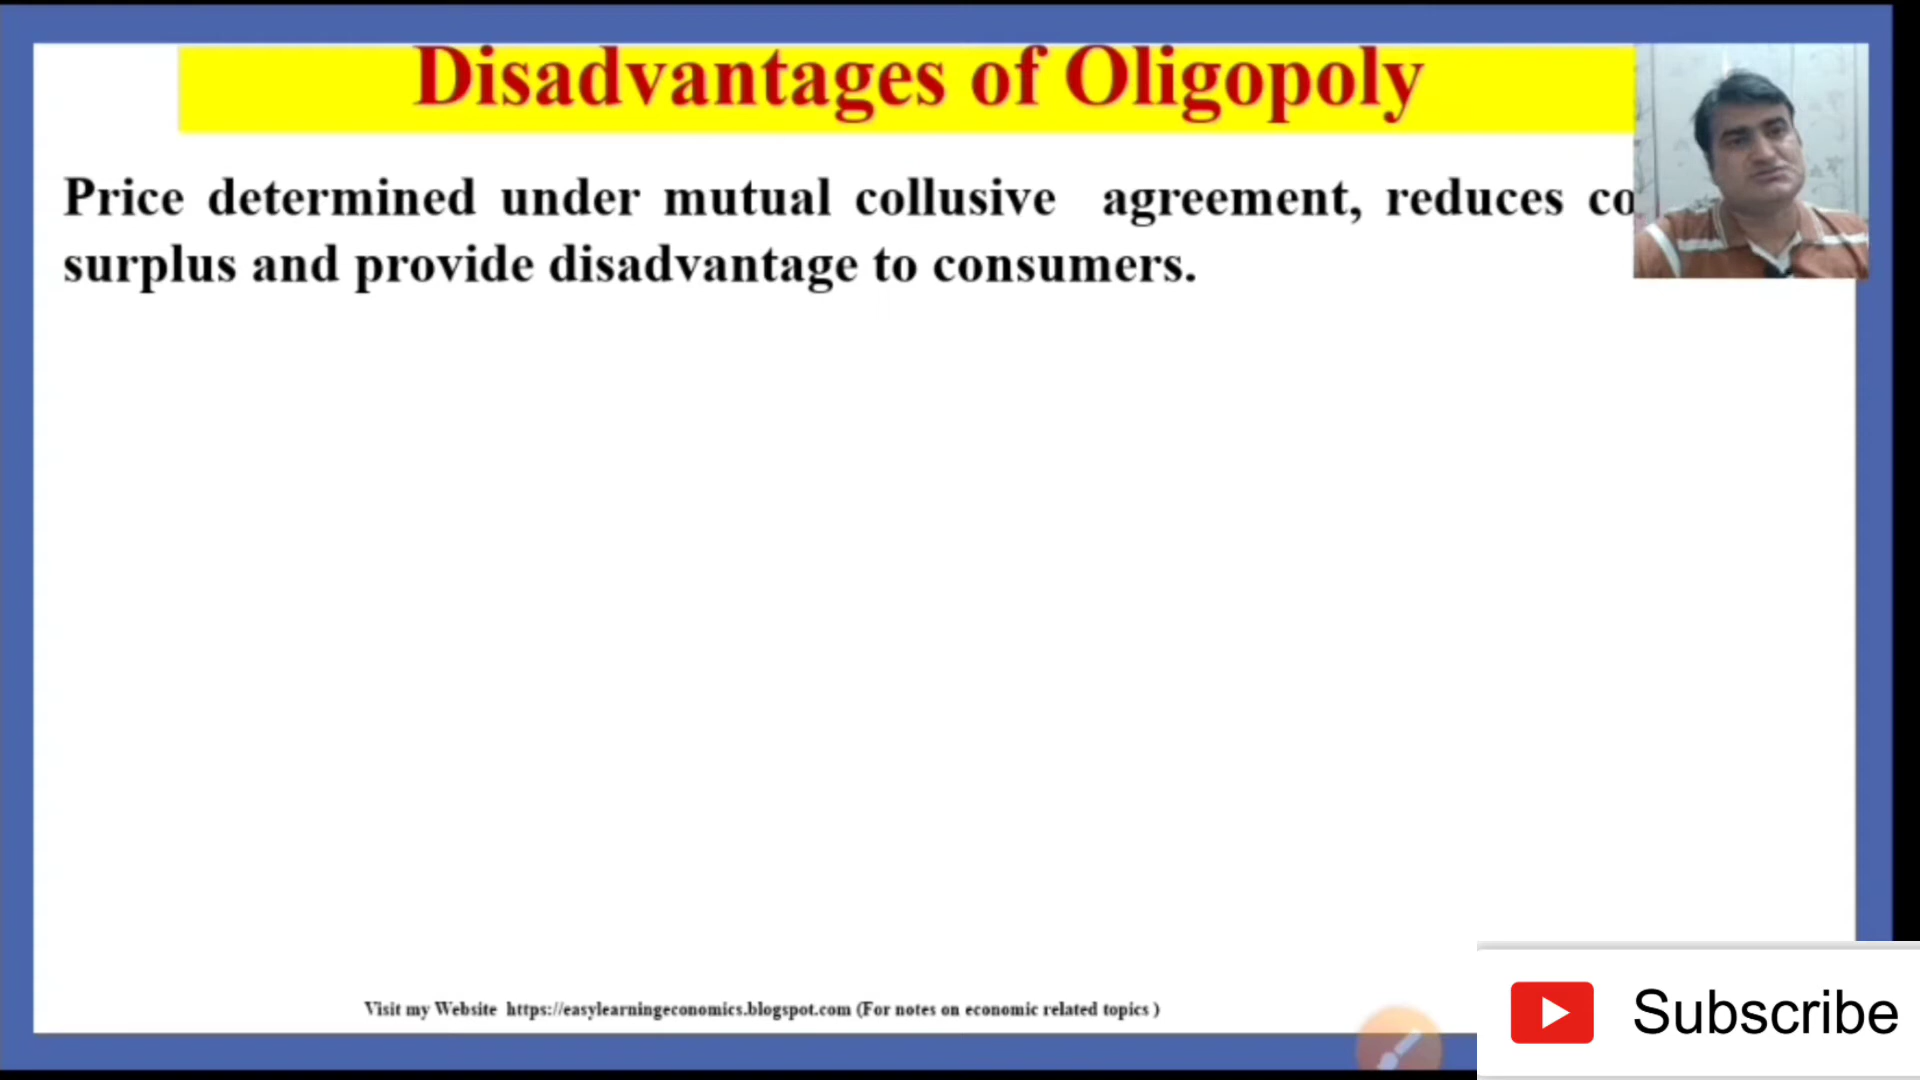 Disadvantages of Oligopoly
Price determined under mutual collusive agreement, reduces
surplus and provide disadvantage to consumers.
Visit my Website https://easylearningeconomics.blogspot.com (For notes on economic related topics )
Subscribe